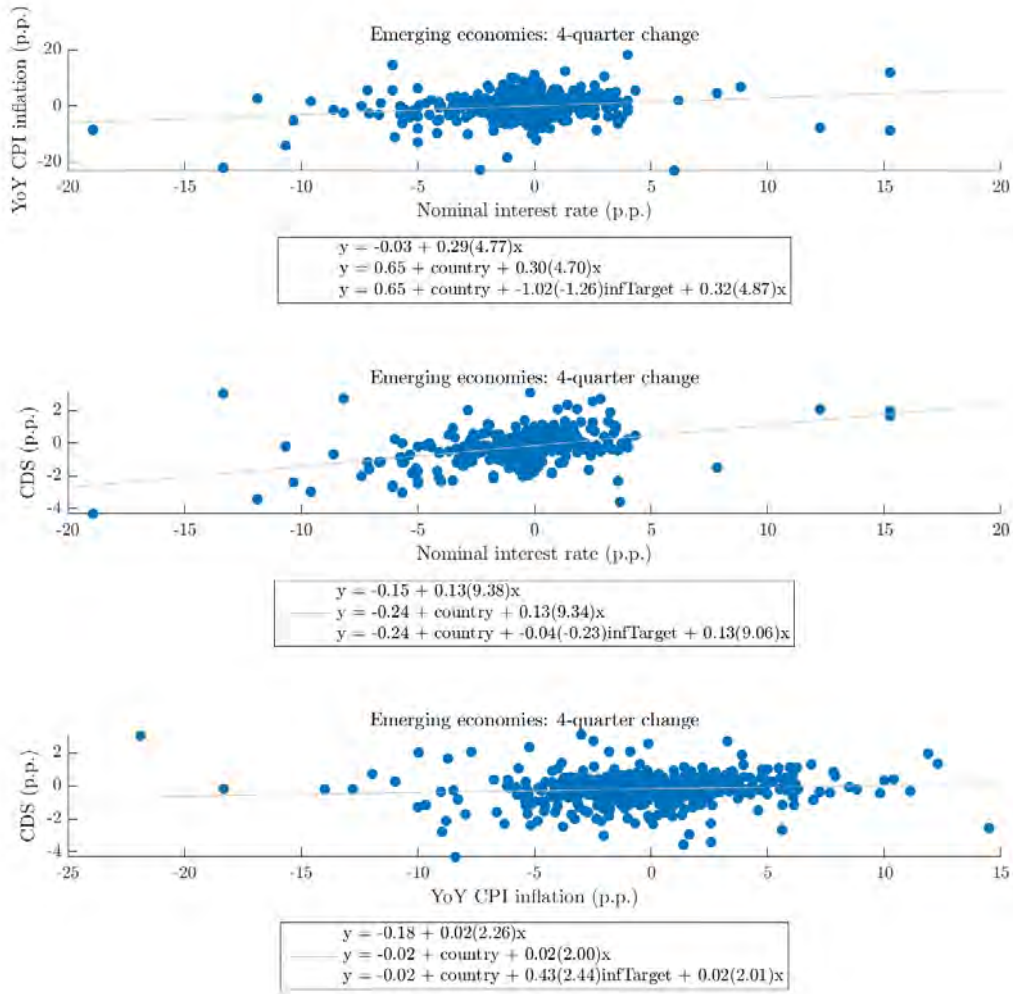 Emerging economies: 4-quarter change
YoY CPI inflation (p.p.)
20
0
-20
-20 -15 -10 -5 0 5 10 15 20
Nominal interest rate (p.p.)
y = -0.03 + 0.29(4.77)x
y = 0.65 + country + 0.30(4.70)x
y = 0.65 + country + -1.02(-1.26)infTarget + 0.32(4.87)x
Emerging economies: 4-quarter change
CDS (p.p.)
2
0
-2
-4
-20 -15 -10 -5 0 5 10 15 20
Nominal interest rate (p.p.)
y = -0.15 + 0.13(9.38)x
y = -0.24 + country + 0.13(9.34)x
y = -0.24 + country + -0.04(-0.23)infTarget + 0.13(9.06)x
Emerging economies: 4-quarter change
CDS (p.p.)
2
0
-2
-4
-25 -20 -15 -10 -5 0 5 10 15
YoY CPI inflation (p.p.)
y = -0.18 + 0.02(2.26)x
y = -0.02 + country + 0.02(2.00)x
y = -0.02 + country + 0.43(2.44)infTarget + 0.02(2.01)x